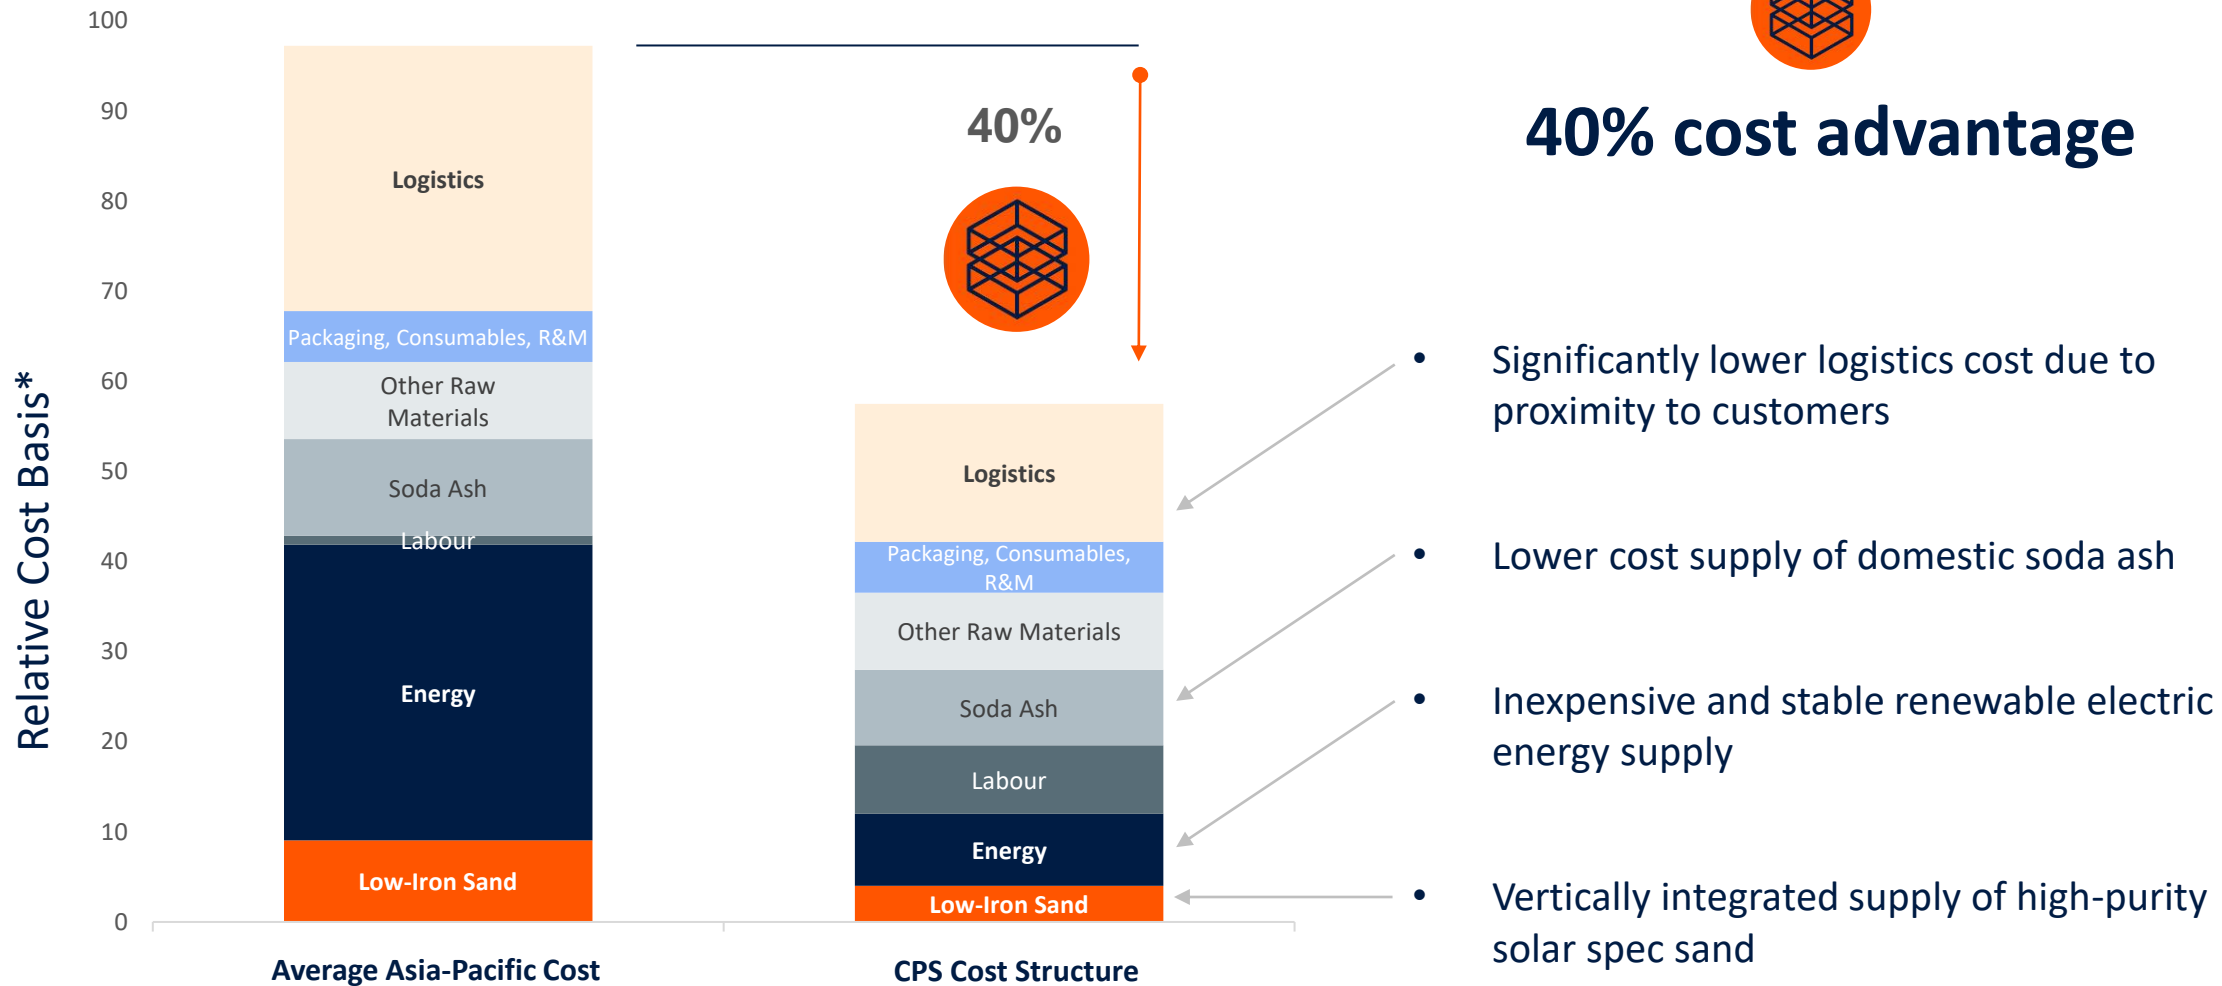 Relative Cost Basis*
100
90
80
70
60
50
40
30
20
10
0
Logistics
Packaging, Consumables, R&M
Other Raw
Materials
Soda Ash
Labour
Energy
Low-Iron Sand
Average Asia-Pacific Cost
40%
Logistics
Packaging, Consumables,
R&M
Other Raw Materials
Soda Ash
Labour
Energy
Low-Iron Sand
CPS Cost Structure
40% cost advantage
• Significantly lower logistics cost due to
proximity to customers
• Lower cost supply of domestic soda ash
• Inexpensive and stable renewable electric
energy supply
• Vertically integrated supply of high-purity
solar spec sand